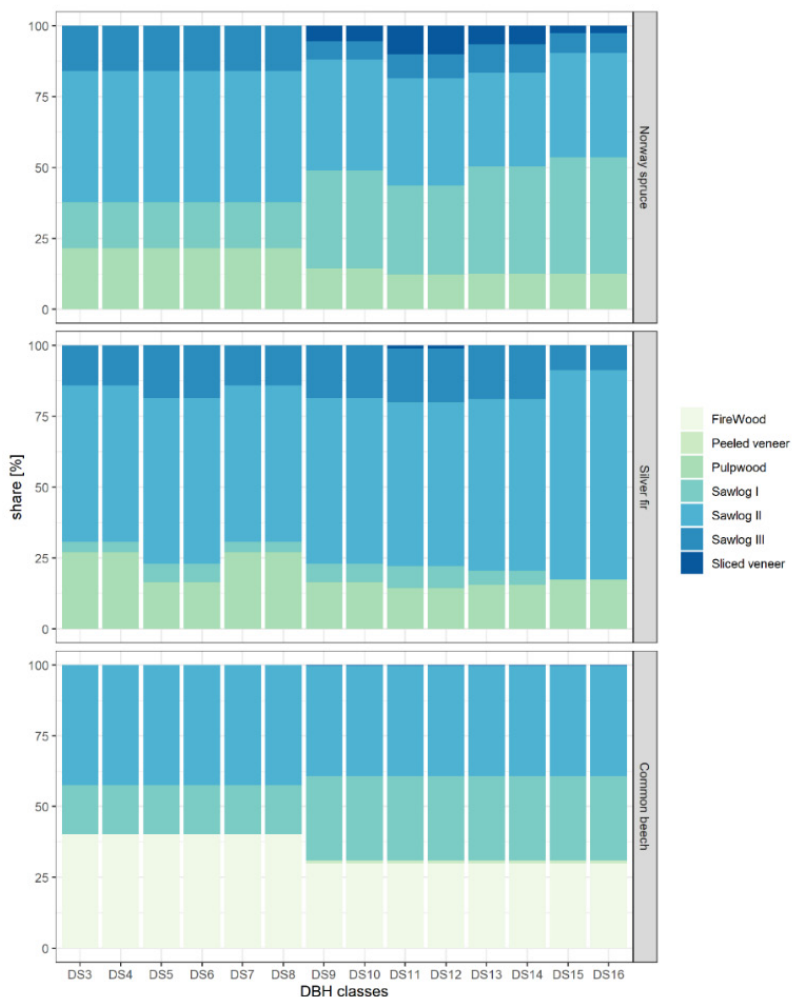 100
75
50
25
0
Norway spruce
100
75
50
25
0
Silver fir
share [%]
100
75
50
25
0
Common beech
DS3 DS4 DS5 DS6 DS7 DS8 DS9 DS10 DS11 DS12 DS13 DS14 DS15 DS16
DBH classes
FireWood
Peeled veneer
Pulpwood
Sawlog I
Sawlog II
Sawlog III
Sliced veneer